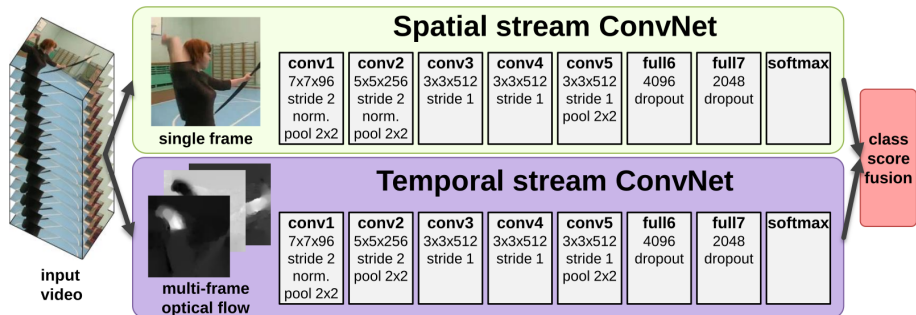 Spatial stream ConvNet
conv1
7x7x96
stride 2
norm.
pool 2x2
conv2
5x5x256
stride 2
norm.
pool 2x2
conv3
3x3x512
stride 1
conv4
3x3x512
stride 1
conv5
3x3x512
stride 1
pool 2x2
full6
4096
dropout
full7
2048
dropout
softmax
single frame
Temporal stream ConvNet
conv1
7x7x96
stride 2
norm.
pool 2x2
conv2
5x5x256
stride 2
pool 2x2
conv3
3x3x512
stride 1
conv4
3x3x512
stride 1
conv5
3x3x512
stride 1
pool 2x2
full6
4096
dropout
full7
2048
dropout
softmax
multi-frame
optical flow
input
video
class
score
fusion